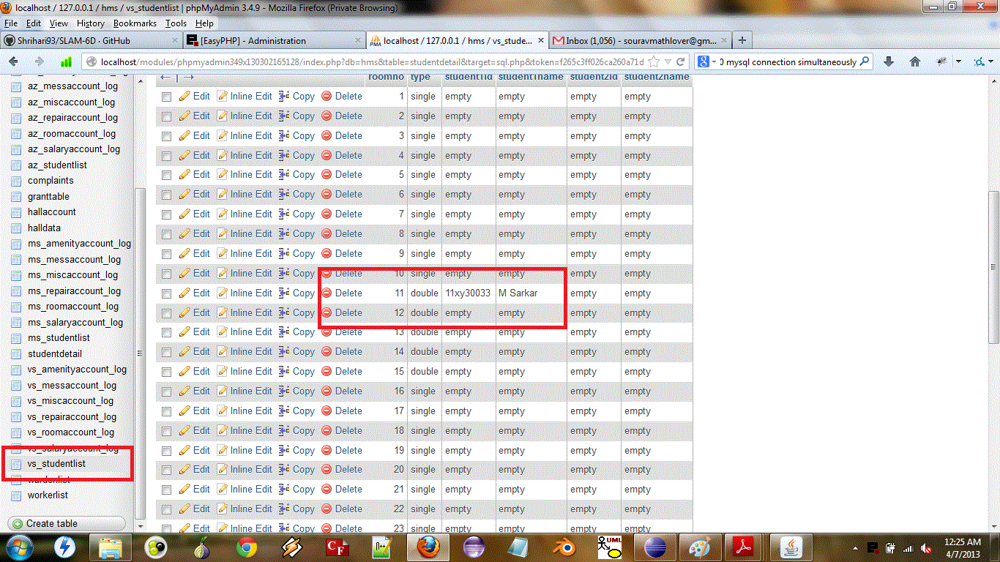 localhost / 127.0.0.1 / hms / vs_studentlist | phpMyAdmin 3.4.9 - Mozilla Firefox (Private Browsing)
File Edit View History Bookmarks Tools Help
Shrihari93/SLAM-6D · GitHub × [EasyPHP] - Administration × localhost / 127.0.0.1 / hms / vs_stude... × Inbox (1,056) - souravmathlover@gm... × +
localhost/modules/phpmyadmin349x130302165128/index.php?db=hms&table=studentdetail&target=sql.php&token=f265c3ff026ca260a71d 0 mysql connection simultaneously
az_messaccount_log
az_miscaccount_log
az_repairaccount_log
az_roomaccount_log
az_salaryaccount_log
az_studentlist
complaints
granttable
hallaccount
halldata
ms_amenityaccount_log
ms_messaccount_log
ms_miscaccount_log
ms_repairaccount_log
ms_roomaccount_log
ms_salaryaccount_log
ms_studentlist
studentdetail
vs_amenityaccount_log
vs_messaccount_log
vs_miscaccount_log
vs_repairaccount_log
vs_roomaccount_log
vs_salaryaccount_log
vs_studentlist
wardenlist
workerlist
Create table
roomno type student1id student1name student2id student2name
Edit Inline Edit Copy Delete 1 single empty empty empty empty
Edit Inline Edit Copy Delete 2 single empty empty empty empty
Edit Inline Edit Copy Delete 3 single empty empty empty empty
Edit Inline Edit Copy Delete 4 single empty empty empty empty
Edit Inline Edit Copy Delete 5 single empty empty empty empty
Edit Inline Edit Copy Delete 6 single empty empty empty empty
Edit Inline Edit Copy Delete 7 single empty empty empty empty
Edit Inline Edit Copy Delete 8 single empty empty empty empty
Edit Inline Edit Copy Delete 9 single empty empty empty empty
Edit Inline Edit Copy Delete 10 single empty empty empty empty
Edit Inline Edit Copy Delete 11 double 11xy30033 M Sarkar empty empty
Edit Inline Edit Copy Delete 12 double empty empty empty empty
Edit Inline Edit Copy Delete 13 double empty empty empty empty
Edit Inline Edit Copy Delete 14 double empty empty empty empty
Edit Inline Edit Copy Delete 15 double empty empty empty empty
Edit Inline Edit Copy Delete 16 single empty empty empty empty
Edit Inline Edit Copy Delete 17 single empty empty empty empty
Edit Inline Edit Copy Delete 18 single empty empty empty empty
Edit Inline Edit Copy Delete 19 single empty empty empty empty
Edit Inline Edit Copy Delete 20 single empty empty empty empty
Edit Inline Edit Copy Delete 21 single empty empty empty empty
Edit Inline Edit Copy Delete 22 single empty empty empty empty
Edit Inline Edit Copy Delete 23 single empty empty empty empty
12:25 AM
4/7/2013